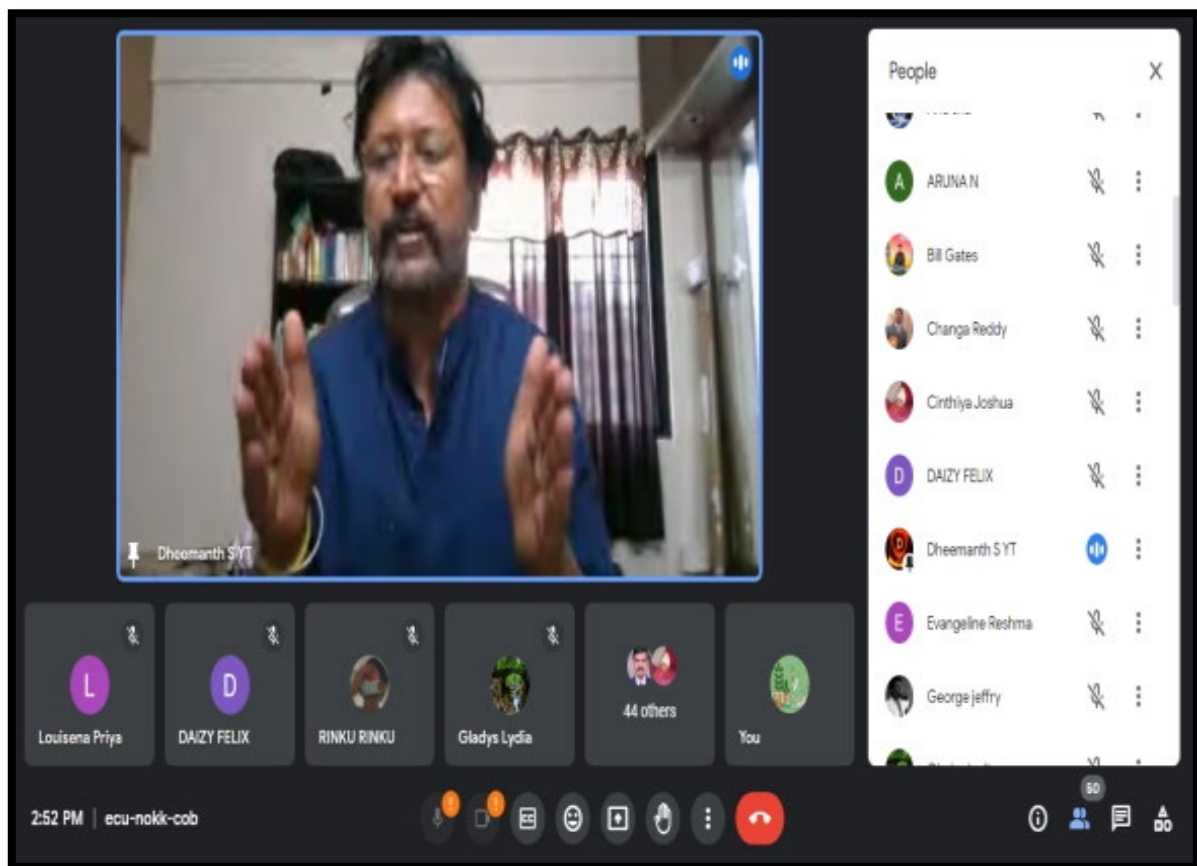 People
ARUNA N
Bill Gates
Changa Reddy
Cinthiya Joshua
DAIZY FELIX
Dheemanth S YT
Evangeline Reshma
George jeffry
Dheemanth S YT
L
Louisena Priya
D
DAIZY FELIX
RINKU RINKU
Gladys Lydia
44 others
You
A
D
D
E
2:52 PM | ecu-nokk-cob
CC
50